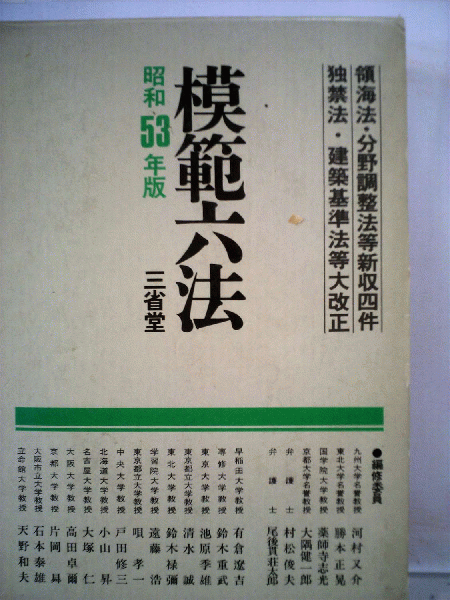 領海法・分野調整法等新収四件
独禁法・建築基準法等大改正
模範六法
三省堂
昭和53年版
●編修委員
九州大学名誉教授 河村又介
東北大学名誉教授 勝本正晃
国学院大学教授 薬師寺志光
京都大学名誉教授 大隅健一郎
弁護士 村松俊夫
弁護士 尾後貫荘太郎
早稲田大学教授 有倉遼吉
専修大学教授 鈴木重武
東京大学教授 池原季雄
東京都立大学教授 清水誠
東北大学教授 鈴木禄弥
学習院大学教授 遠藤浩
東京都立大学教授 唄孝一
中央大学教授 戸田修三
北海道大学教授 小山昇
名古屋大学教授 大塚仁
大阪大学教授 高田卓爾
京都大学教授 片岡曻
大阪市立大学教授 石本泰雄
立命館大学教授 天野和夫